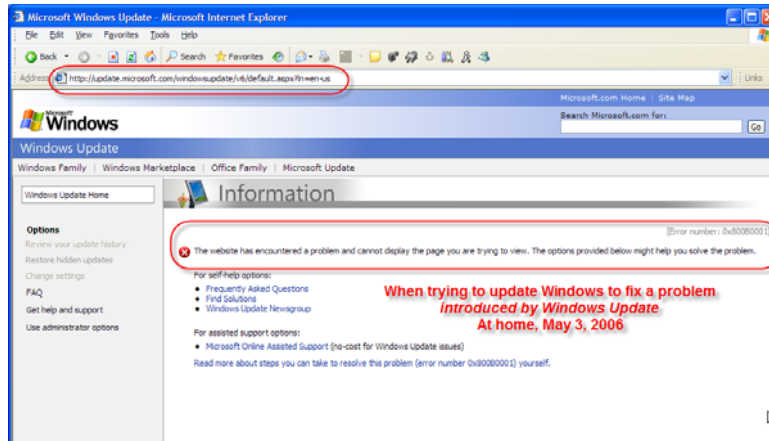 Microsoft Windows Update - Microsoft Internet Explorer
File Edit View Favorites Tools Help
Back Search Favorites
Address http://update.microsoft.com/windowsupdate/v6/default.aspx?ln=en-us Links
Microsoft.com Home | Site Map
Microsoft Windows
Search Microsoft.com for:
Go
Windows Update
Windows Family | Windows Marketplace | Office Family | Microsoft Update
Windows Update Home
Information
Options
Review your update history
Restore hidden updates
Change settings
FAQ
Get help and support
Use administrator options
[Error number: 0x800B0001]
The website has encountered a problem and cannot display the page you are trying to view. The options provided below might help you solve the problem.
For self-help options:
Frequently Asked Questions
Find Solutions
Windows Update Newsgroup
For assisted support options:
Microsoft Online Assisted Support (no-cost for Windows Update issues)
Read more about steps you can take to resolve this problem (error number 0x800B0001) yourself.
When trying to update Windows to fix a problem
introduced by Windows Update
At home, May 3, 2006